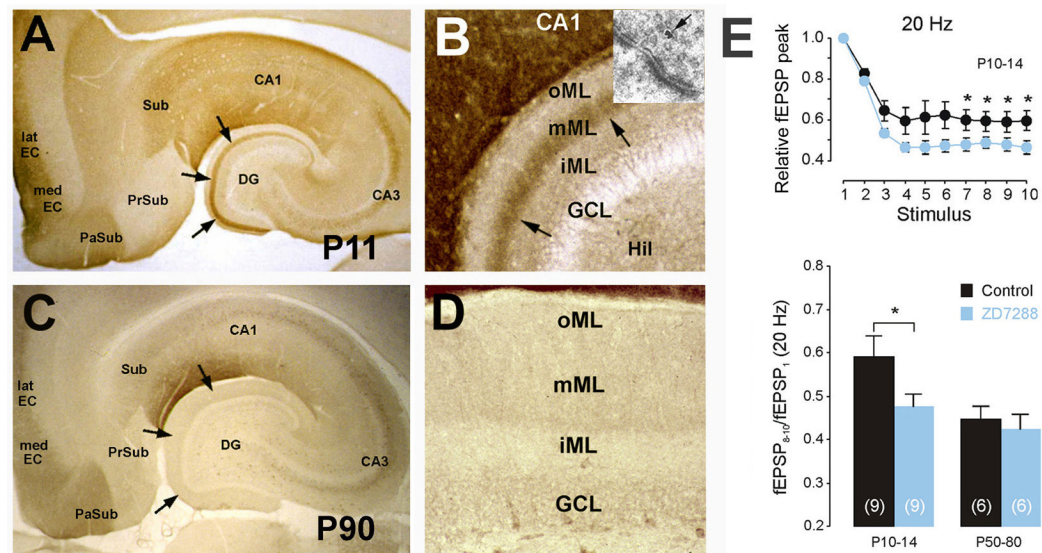 A
CA1
Sub
lat
EC
DG
med
EC
CA3
PrSub
PaSub
P11
B
CA1
oML
mML
iML
GCL
Hil
C
CA1
Sub
lat
EC
med
EC
PrSub
DG
CA3
PaSub
P90
D
oML
mML
iML
GCL
E
20 Hz
P10-14
Relative fEPSP peak
1.0
0.8
0.6
0.4
* * * *
1 2 3 4 5 6 7 8 9 10
Stimulus
fEPSP8-10/fEPSP1 (20 Hz)
0.8
0.7
0.6
0.5
0.4
0.3
0.2
Control
ZD7288
*
(9) (9) (6) (6)
P10-14 P50-80